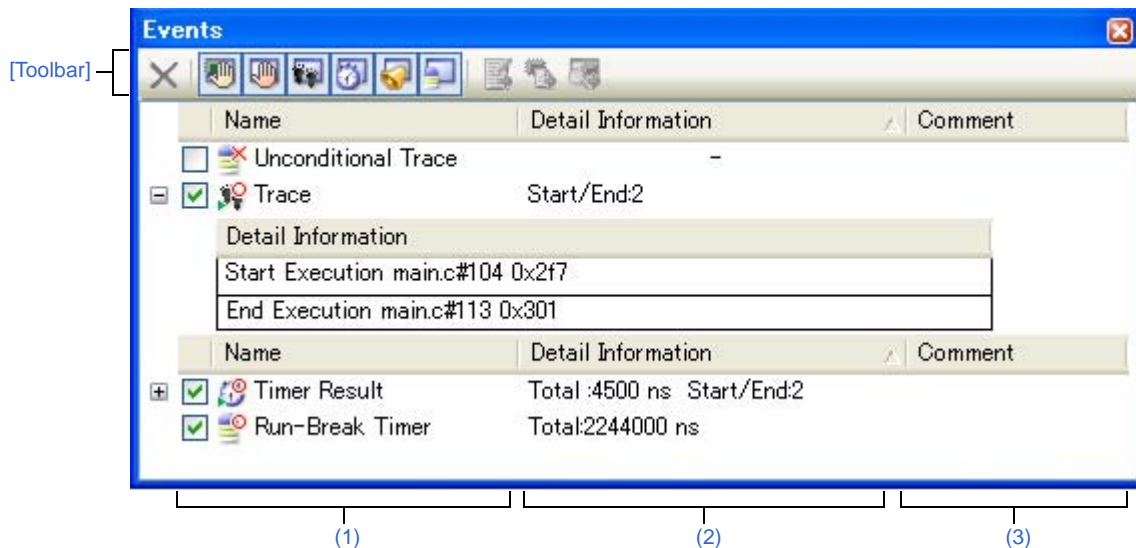 Events
[Toolbar]
Name Detail Information Comment
Unconditional Trace -
Trace Start/End:2
Detail Information
Start Execution main.c#104 0x2f7
End Execution main.c#113 0x301
Name Detail Information Comment
Timer Result Total :4500 ns Start/End:2
Run-Break Timer Total:2244000 ns
(1) (2) (3)